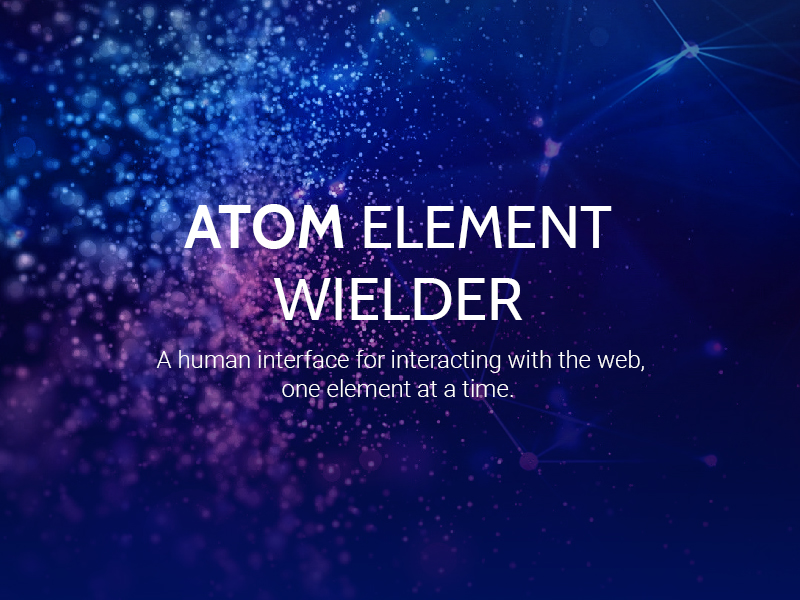 ATOM ELEMENT
WIELDER
A human interface for interacting with the web,
one element at a time.